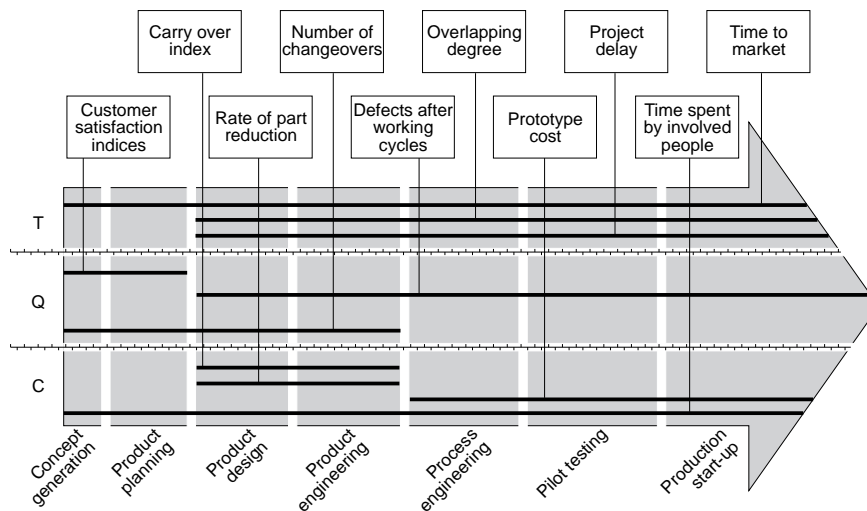 Carry over
index
Number of
changeovers
Overlapping
degree
Project
delay
Time to
market
Customer
satisfaction
indices
Rate of part
reduction
Defects after
working
cycles
Prototype
cost
Time spent
by involved
people
T
Q
C
Concept
generation
Product
planning
Product
design
Product
engineering
Process
engineering
Pilot testing
Production
start-up